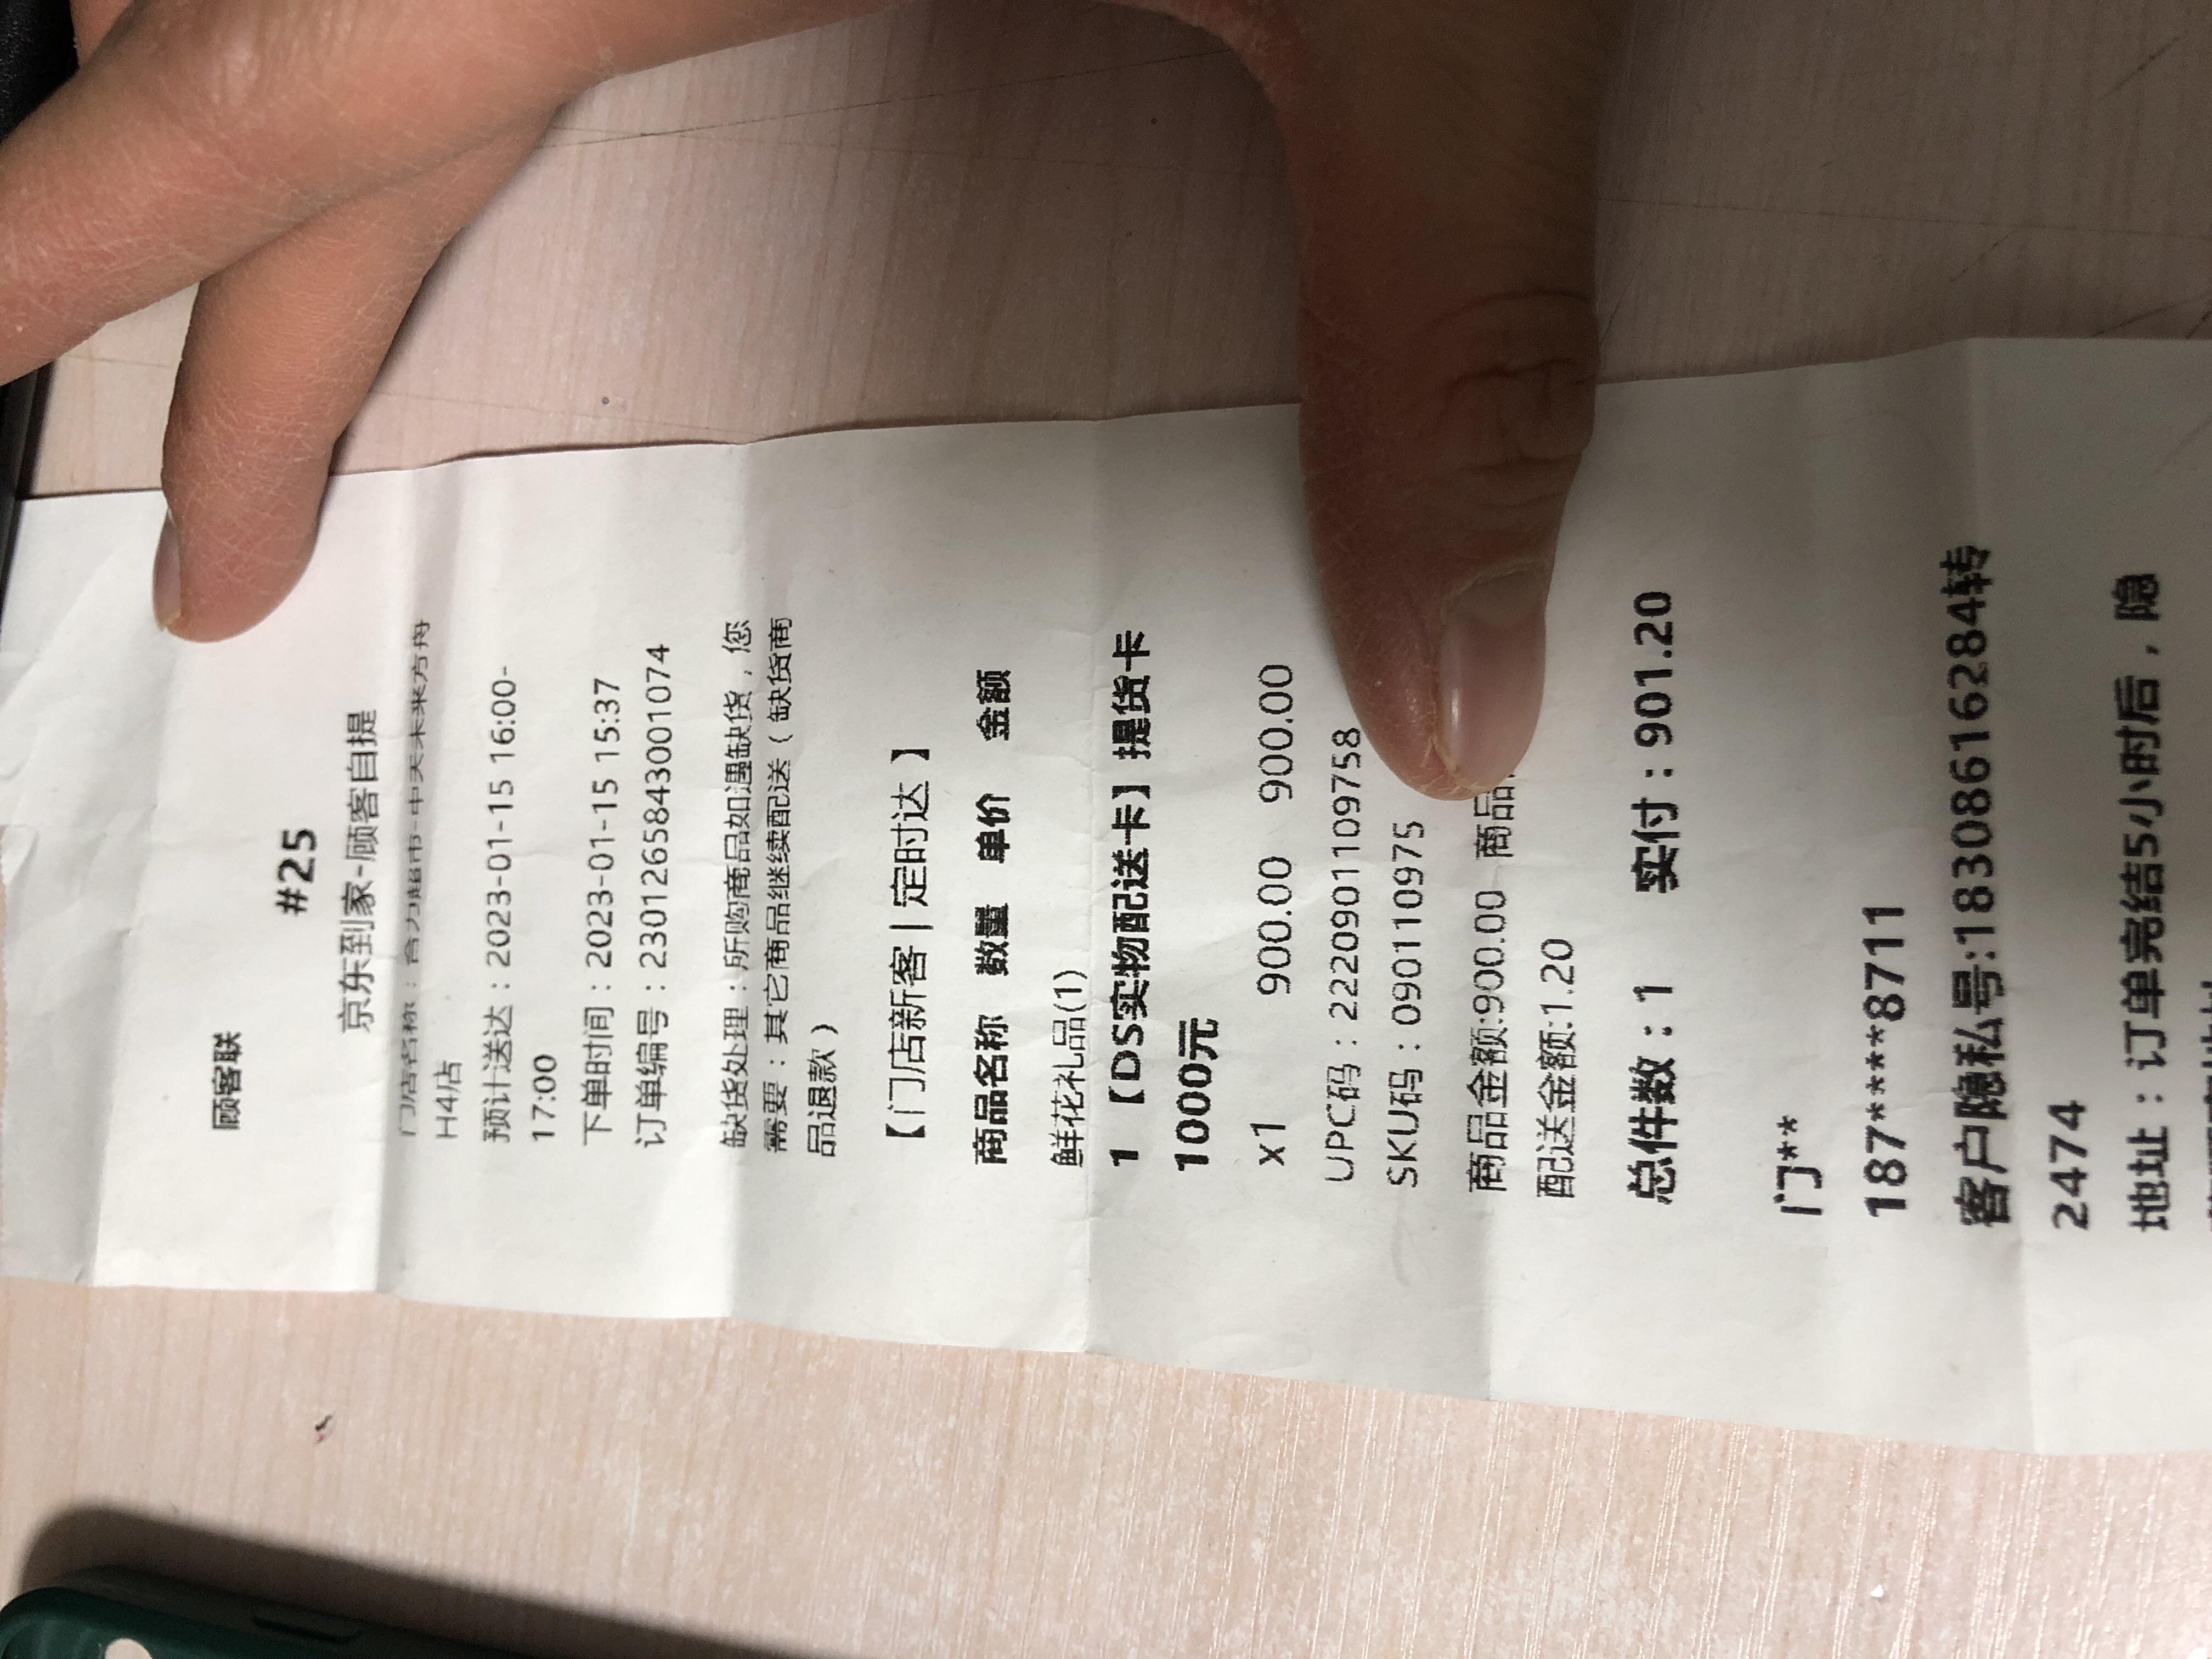 顾客联
#25
京东到家-顾客自提
门店名称：合力超市-中天未来方舟
H4店
预计送达：2023-01-15 16:00-
17:00
下单时间：2023-01-15 15:37
订单编号：2301265843001074
缺货处理：所购商品如遇缺货，您
需要：其它商品继续配送（缺货商
品退款）
【门店新客|定时达】
商品名称 数量 单价 金额
鲜花礼品(1)
1 【DS实物配送卡】提货卡
1000元
x1 900.00 900.00
UPC码：2220901109758
SKU码：090110975
商品金额:900.00 商品
配送金额:1.20
总件数：1 实付：901.20
门**
187****8711
客户隐私号:18308616284转
2474
地址：订单完结5小时后，隐